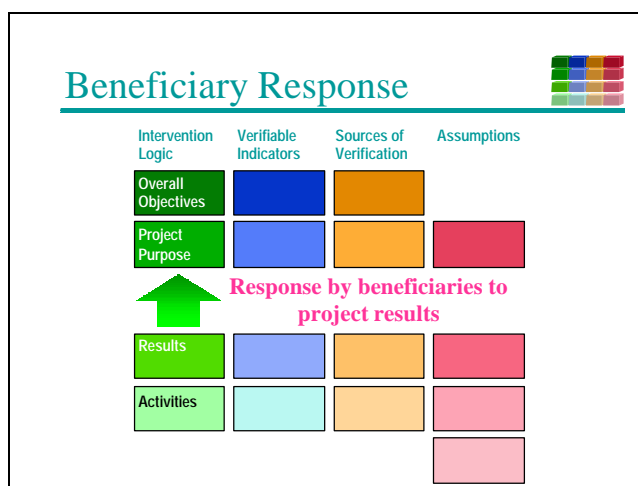 Beneficiary Response
Intervention Logic
Verifiable Indicators
Sources of Verification
Assumptions
Overall
Objectives
Project
Purpose
Response by beneficiaries to
project results
Results
Activities